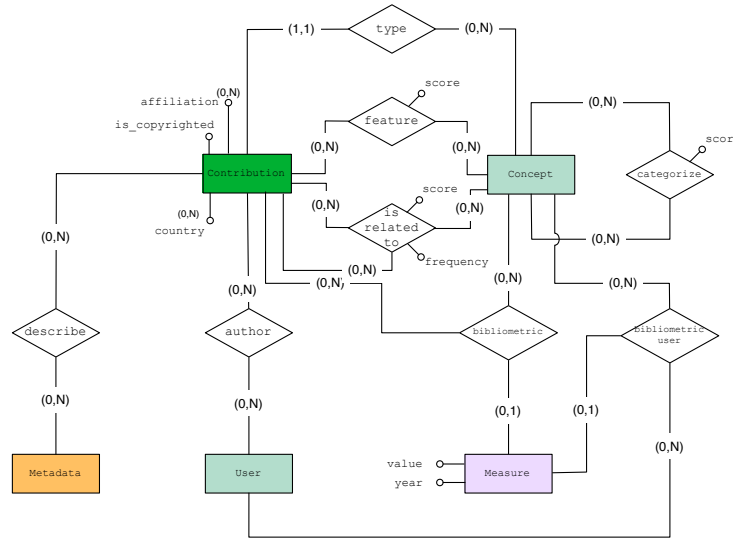 (1,1)
type
(0,N)
score
(0,N)
affiliation
(0,N)
is_copyrighted
feature
(0,N)
(0,N)
Contribution
Concept
categorize
scor
score
(0,N)
(0,N)
(0,N)
country
is
related
to
(0,N)
(0,N)
frequency
(0,N)
(0,N)
(0,N)
(0,N)
(0,N)
describe
author
bibliometric
bibliometric
user
(0,N)
(0,N)
(0,1)
(0,1)
(0,N)
Metadata
User
value
year
Measure